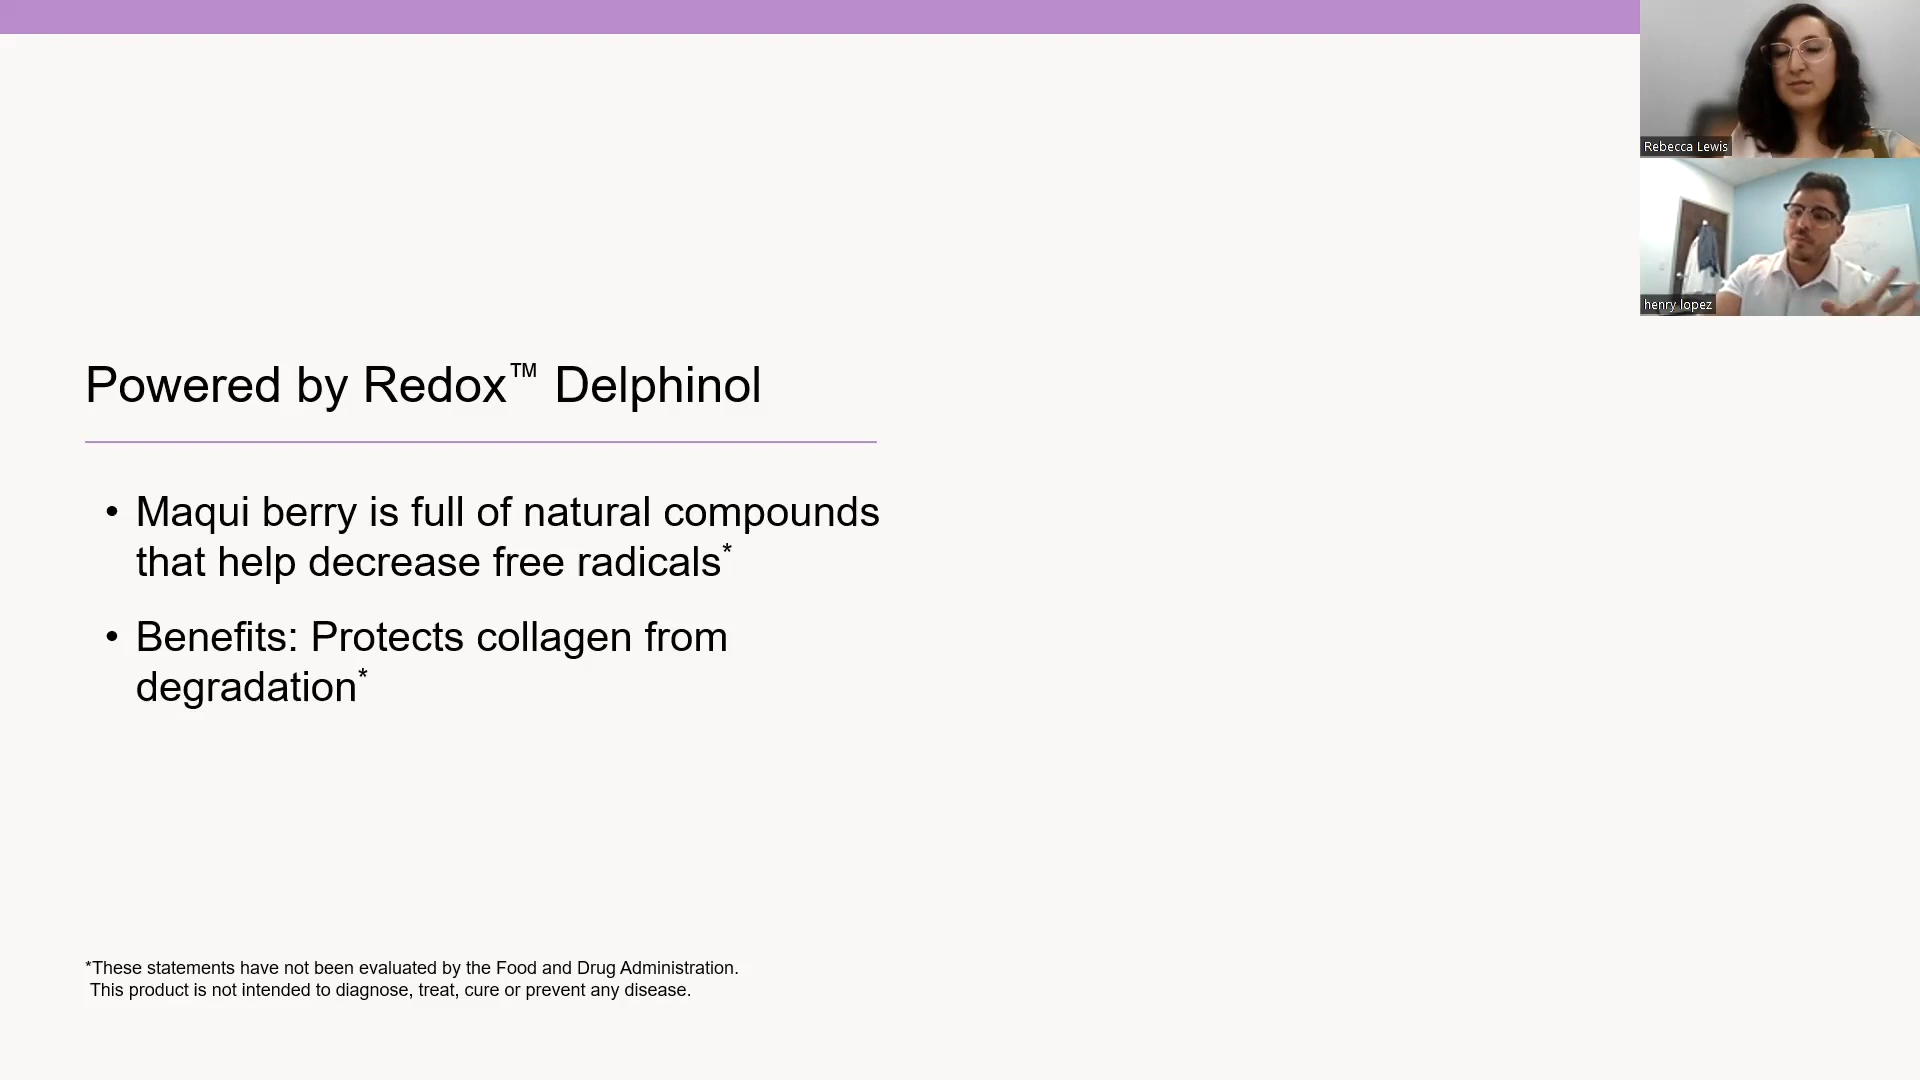 Rebecca Lewis
henry lopez
Powered by Redox™ Delphinol
• Maqui berry is full of natural compounds
that help decrease free radicals*
• Benefits: Protects collagen from
degradation*
*These statements have not been evaluated by the Food and Drug Administration.
This product is not intended to diagnose, treat, cure or prevent any disease.